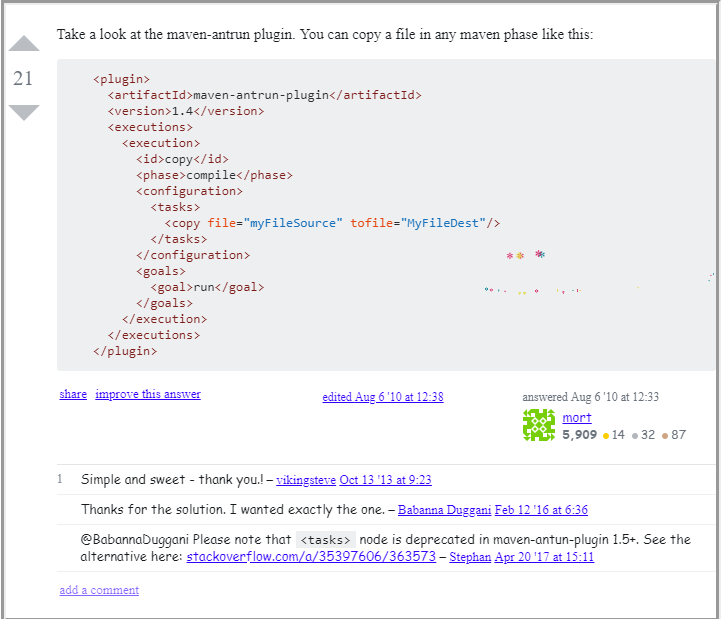 Take a look at the maven-antrun plugin. You can copy a file in any maven phase like this:
21
<plugin>
  <artifactId>maven-antrun-plugin</artifactId>
  <version>1.4</version>
  <executions>
    <execution>
      <id>copy</id>
      <phase>compile</phase>
      <configuration>
        <tasks>
          <copy file="myFileSource" tofile="MyFileDest"/>
        </tasks>
      </configuration>
      <goals>
        <goal>run</goal>
      </goals>
    </execution>
  </executions>
</plugin>
share improve this answer edited Aug 6 '10 at 12:38 answered Aug 6 '10 at 12:33
mort
5,909 14 32 87
1 Simple and sweet - thank you.! – vikingsteve Oct 13 '13 at 9:23
Thanks for the solution. I wanted exactly the one. – Babanna Duggani Feb 12 '16 at 6:36
@BabannaDuggani Please note that <tasks> node is deprecated in maven-antun-plugin 1.5+. See the
alternative here: stackoverflow.com/a/35397606/363573 – Stephan Apr 20 '17 at 15:11
add a comment